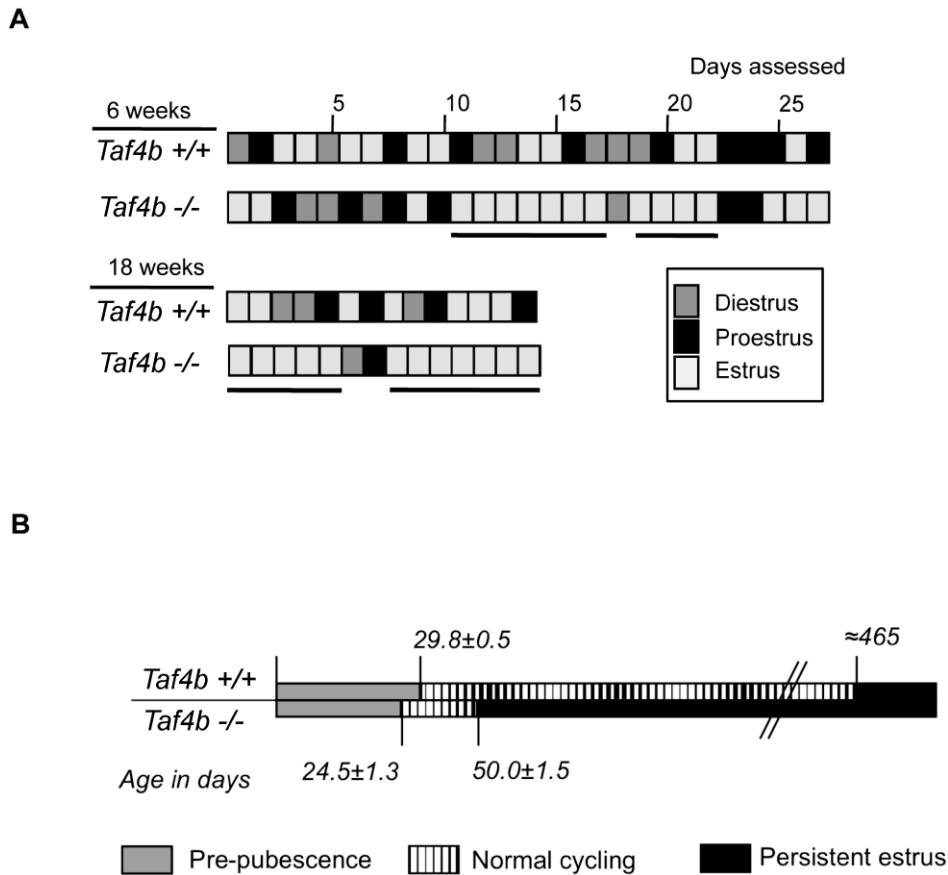 A
Days assessed
5 10 15 20 25
6 weeks
Taf4b +/+
Taf4b -/-
18 weeks
Taf4b +/+
Taf4b -/-
Diestrus
Proestrus
Estrus
B
29.8±0.5 ≈465
Taf4b +/+
Taf4b -/-
Age in days 24.5±1.3 50.0±1.5
Pre-pubescence Normal cycling Persistent estrus